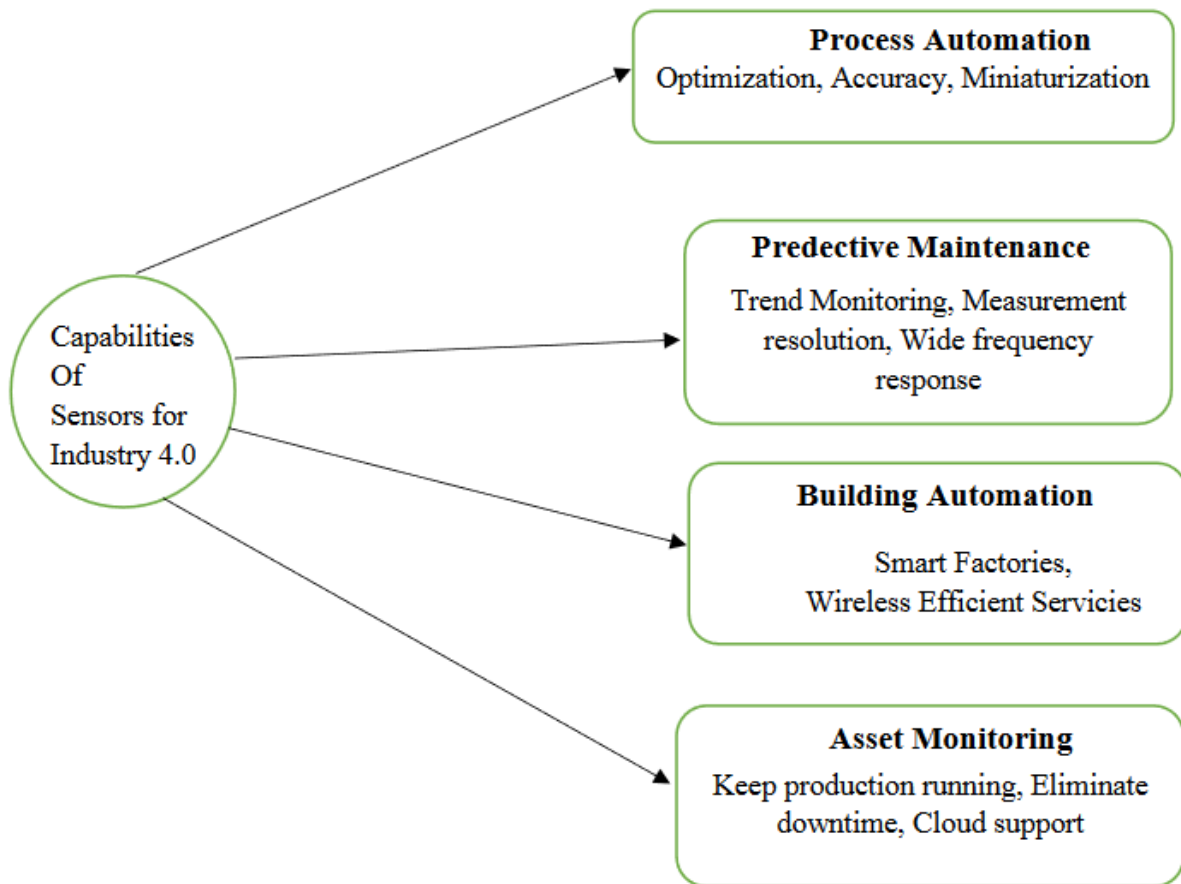 Process Automation
Optimization, Accuracy, Miniaturization
Predective Maintenance
Trend Monitoring, Measurement
resolution, Wide frequency
response
Capabilities
Of
Sensors for
Industry 4.0
Building Automation
Smart Factories,
Wireless Efficient Servicies
Asset Monitoring
Keep production running, Eliminate
downtime, Cloud support